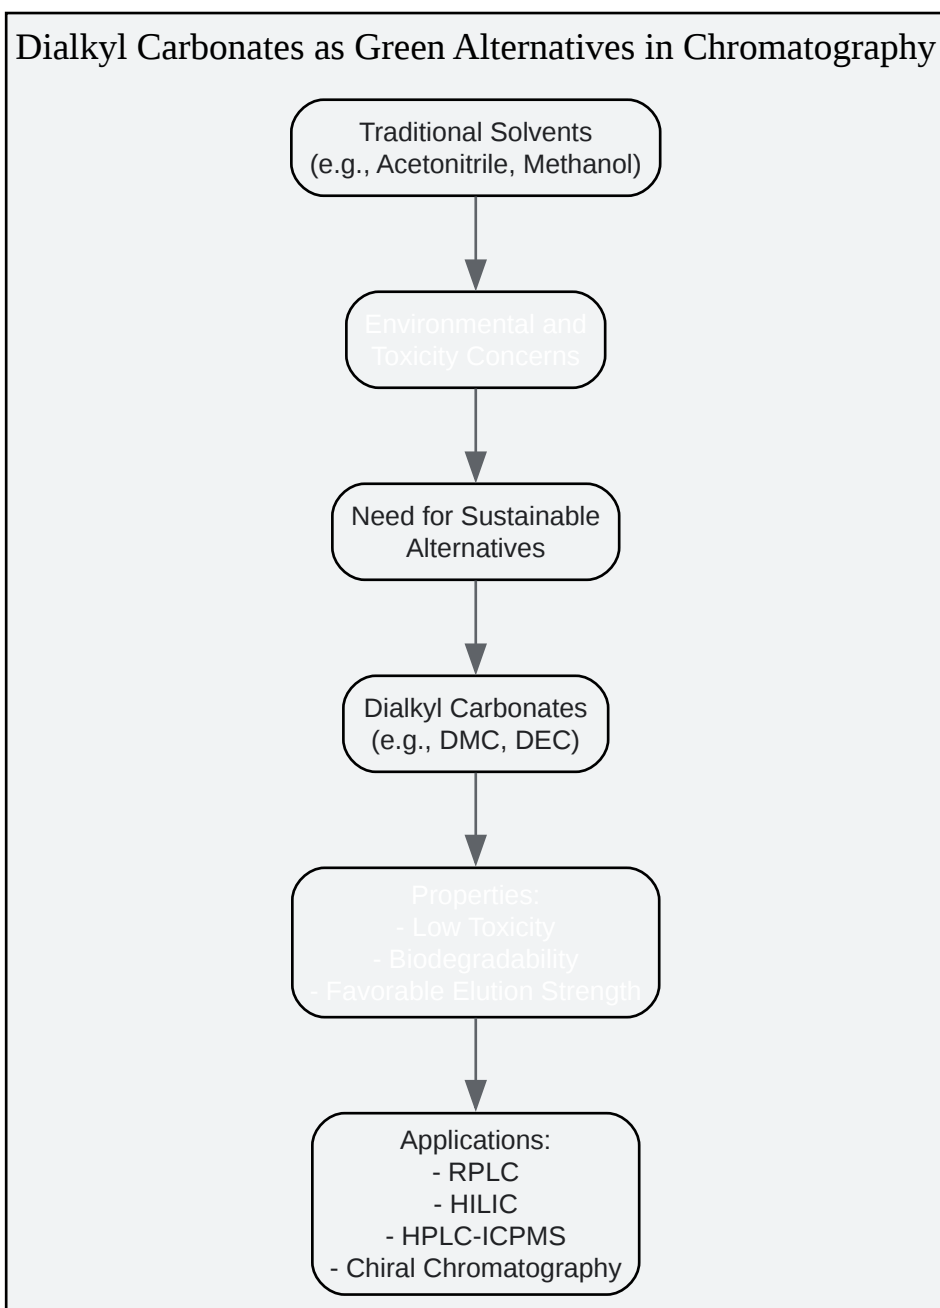 Dialkyl Carbonates as Green Alternatives in Chromatography
Traditional Solvents
(e.g., Acetonitrile, Methanol)
Environmental and
Toxicity Concerns
Need for Sustainable
Alternatives
Dialkyl Carbonates
(e.g., DMC, DEC)
Properties:
- Low Toxicity
- Biodegradability
- Favorable Elution Strength
Applications:
- RPLC
- HILIC
- HPLC-ICPMS
- Chiral Chromatography